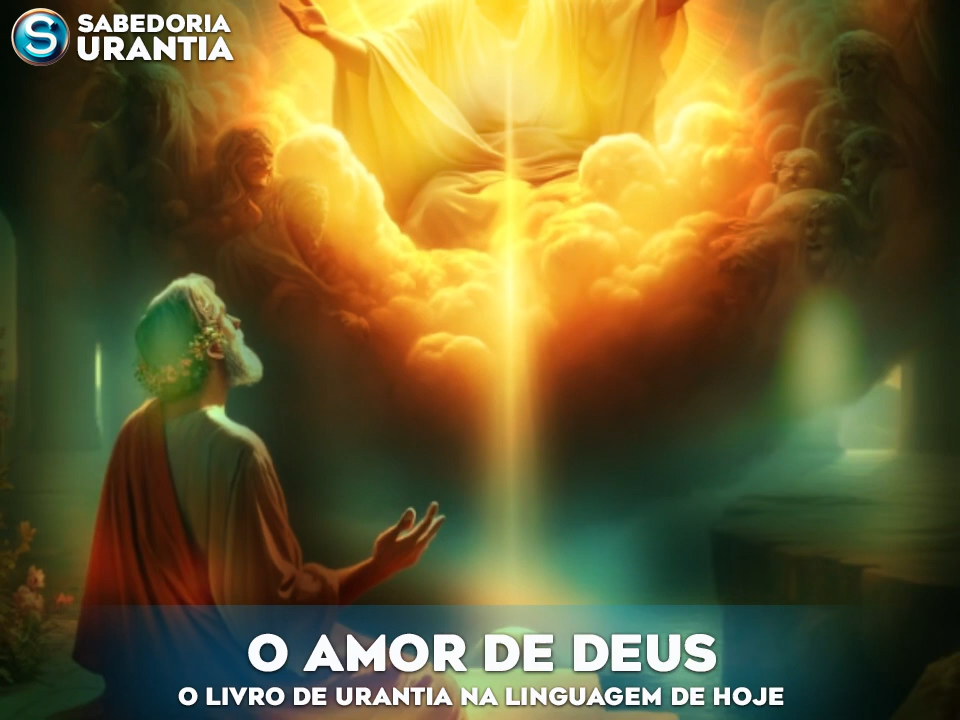 SABEDORIA
URANTIA
O AMOR DE DEUS
O LIVRO DE URANTIA NA LINGUAGEM DE HOJE